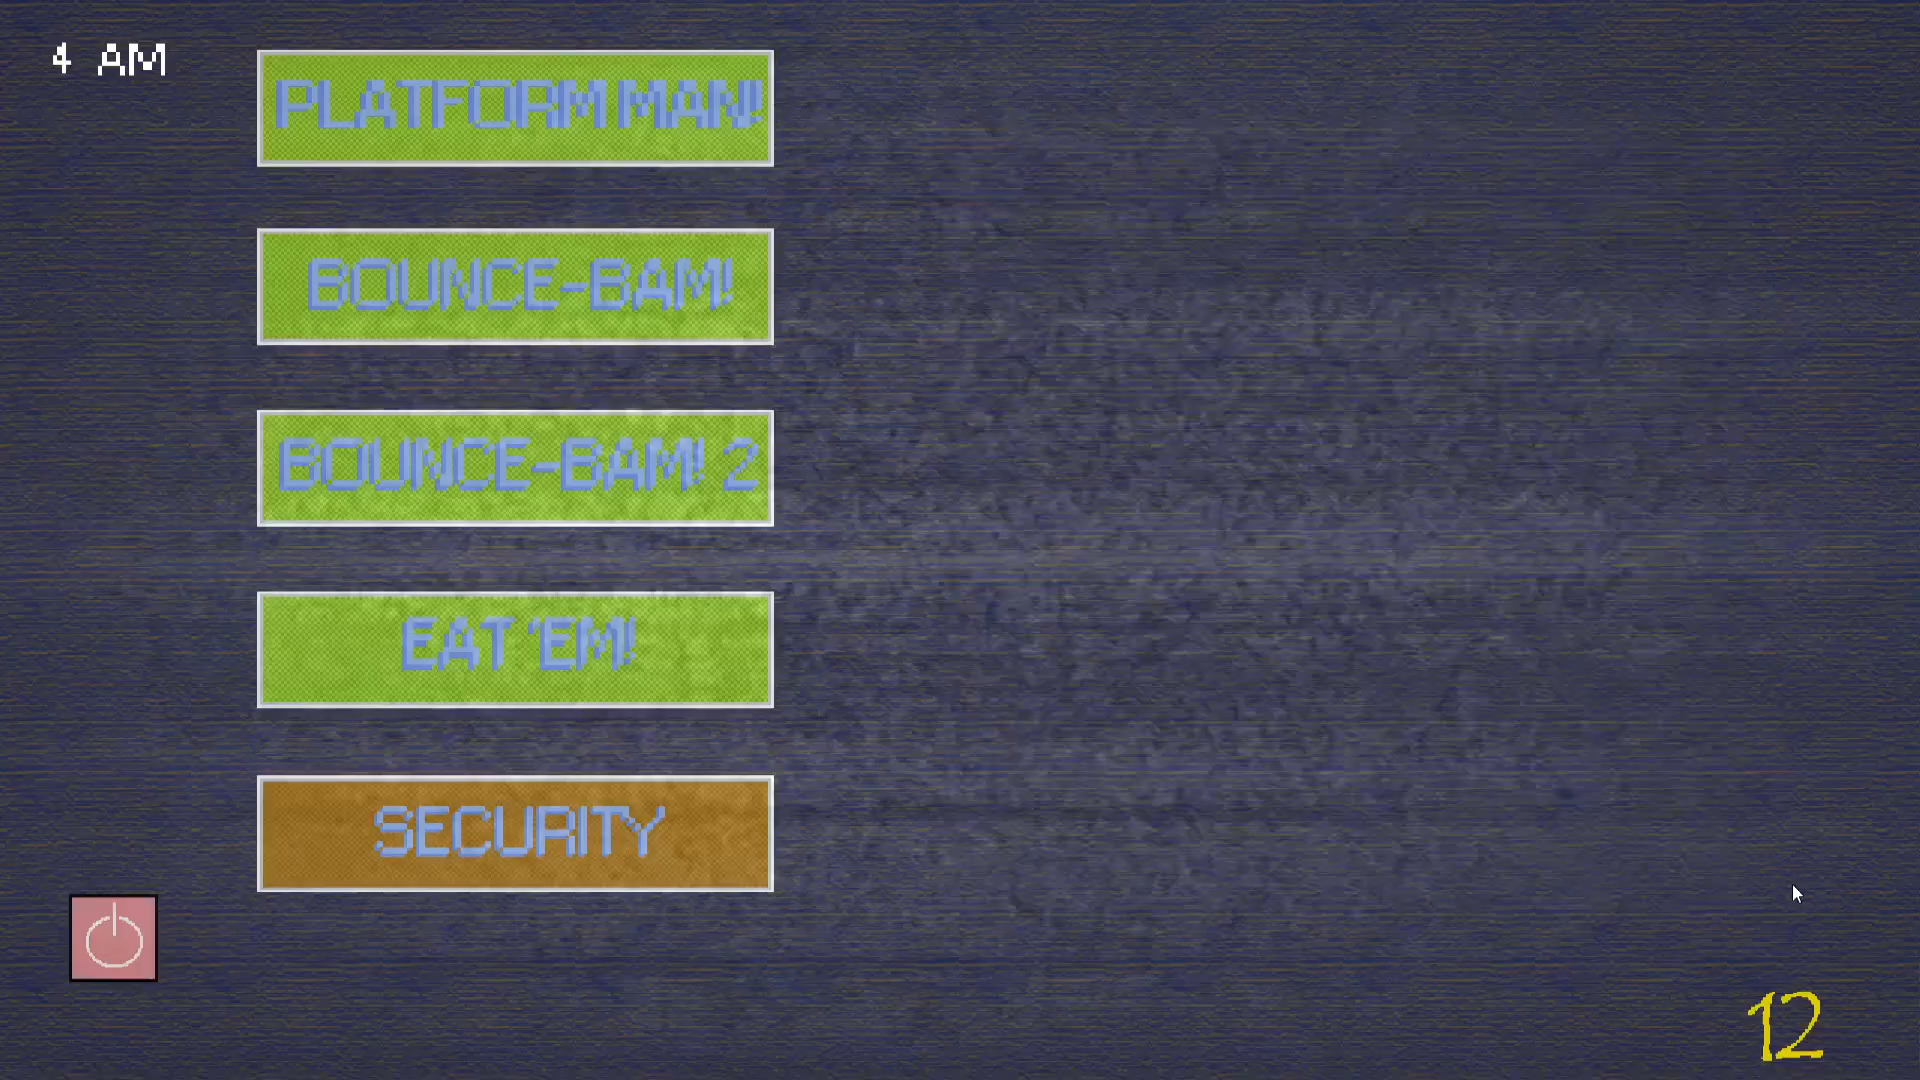 4 AM
PLATFORM MAN!
BOUNCE-BAM!
BOUNCE-BAM! 2
EAT 'EM!
SECURITY
12